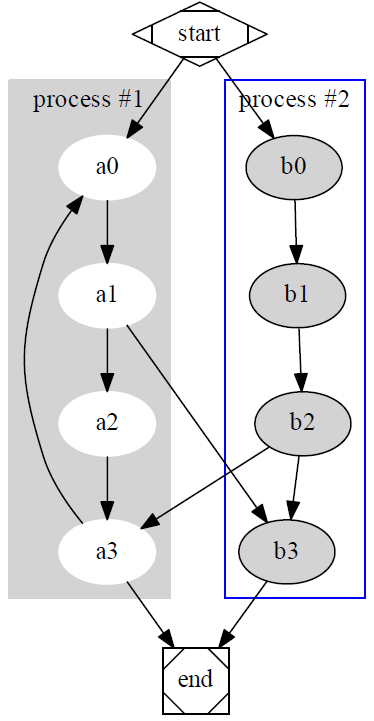 start
process #1
process #2
a0
b0
a1
b1
a2
b2
a3
b3
end